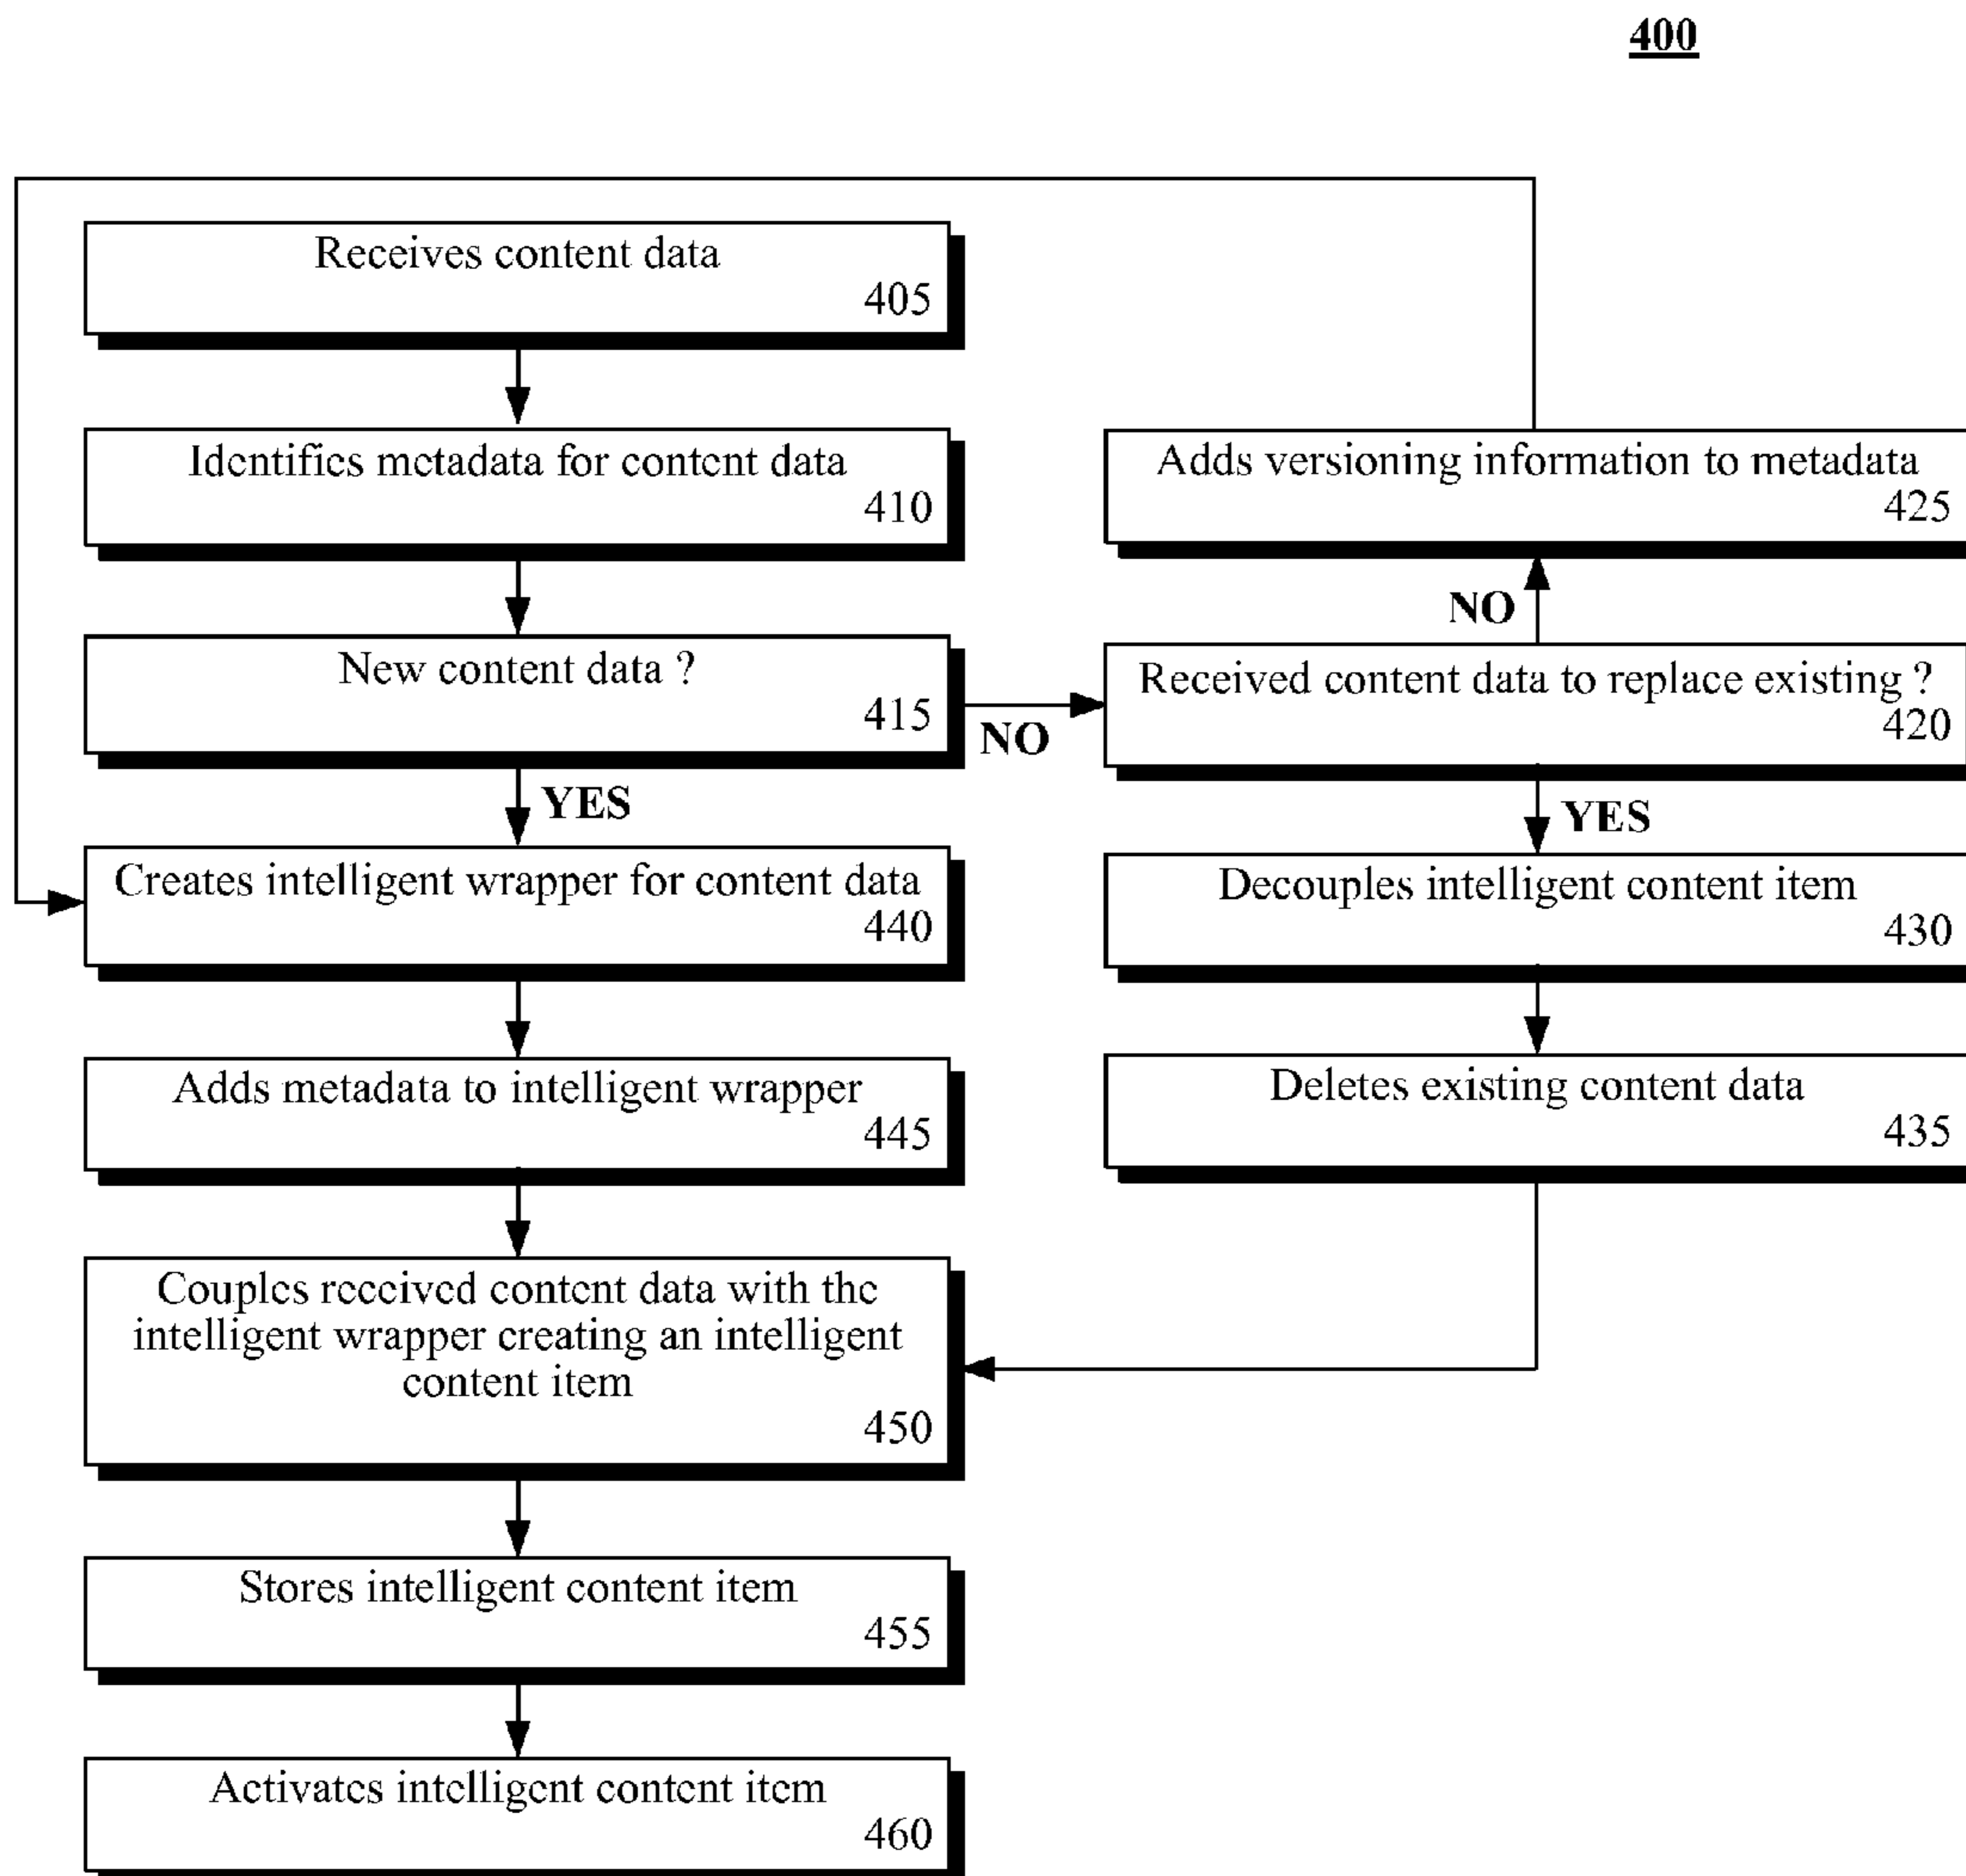 400
Receives content data
405
Identifies metadata for content data
410
Adds versioning information to metadata
425
NO
New content data ?
415
NO
Received content data to replace existing ?
420
YES
YES
Creates intelligent wrapper for content data
440
Decouples intelligent content item
430
Adds metadata to intelligent wrapper
445
Deletes existing content data
435
Couples received content data with the
intelligent wrapper creating an intelligent
content item
450
Stores intelligent content item
455
Activates intelligent content item
460